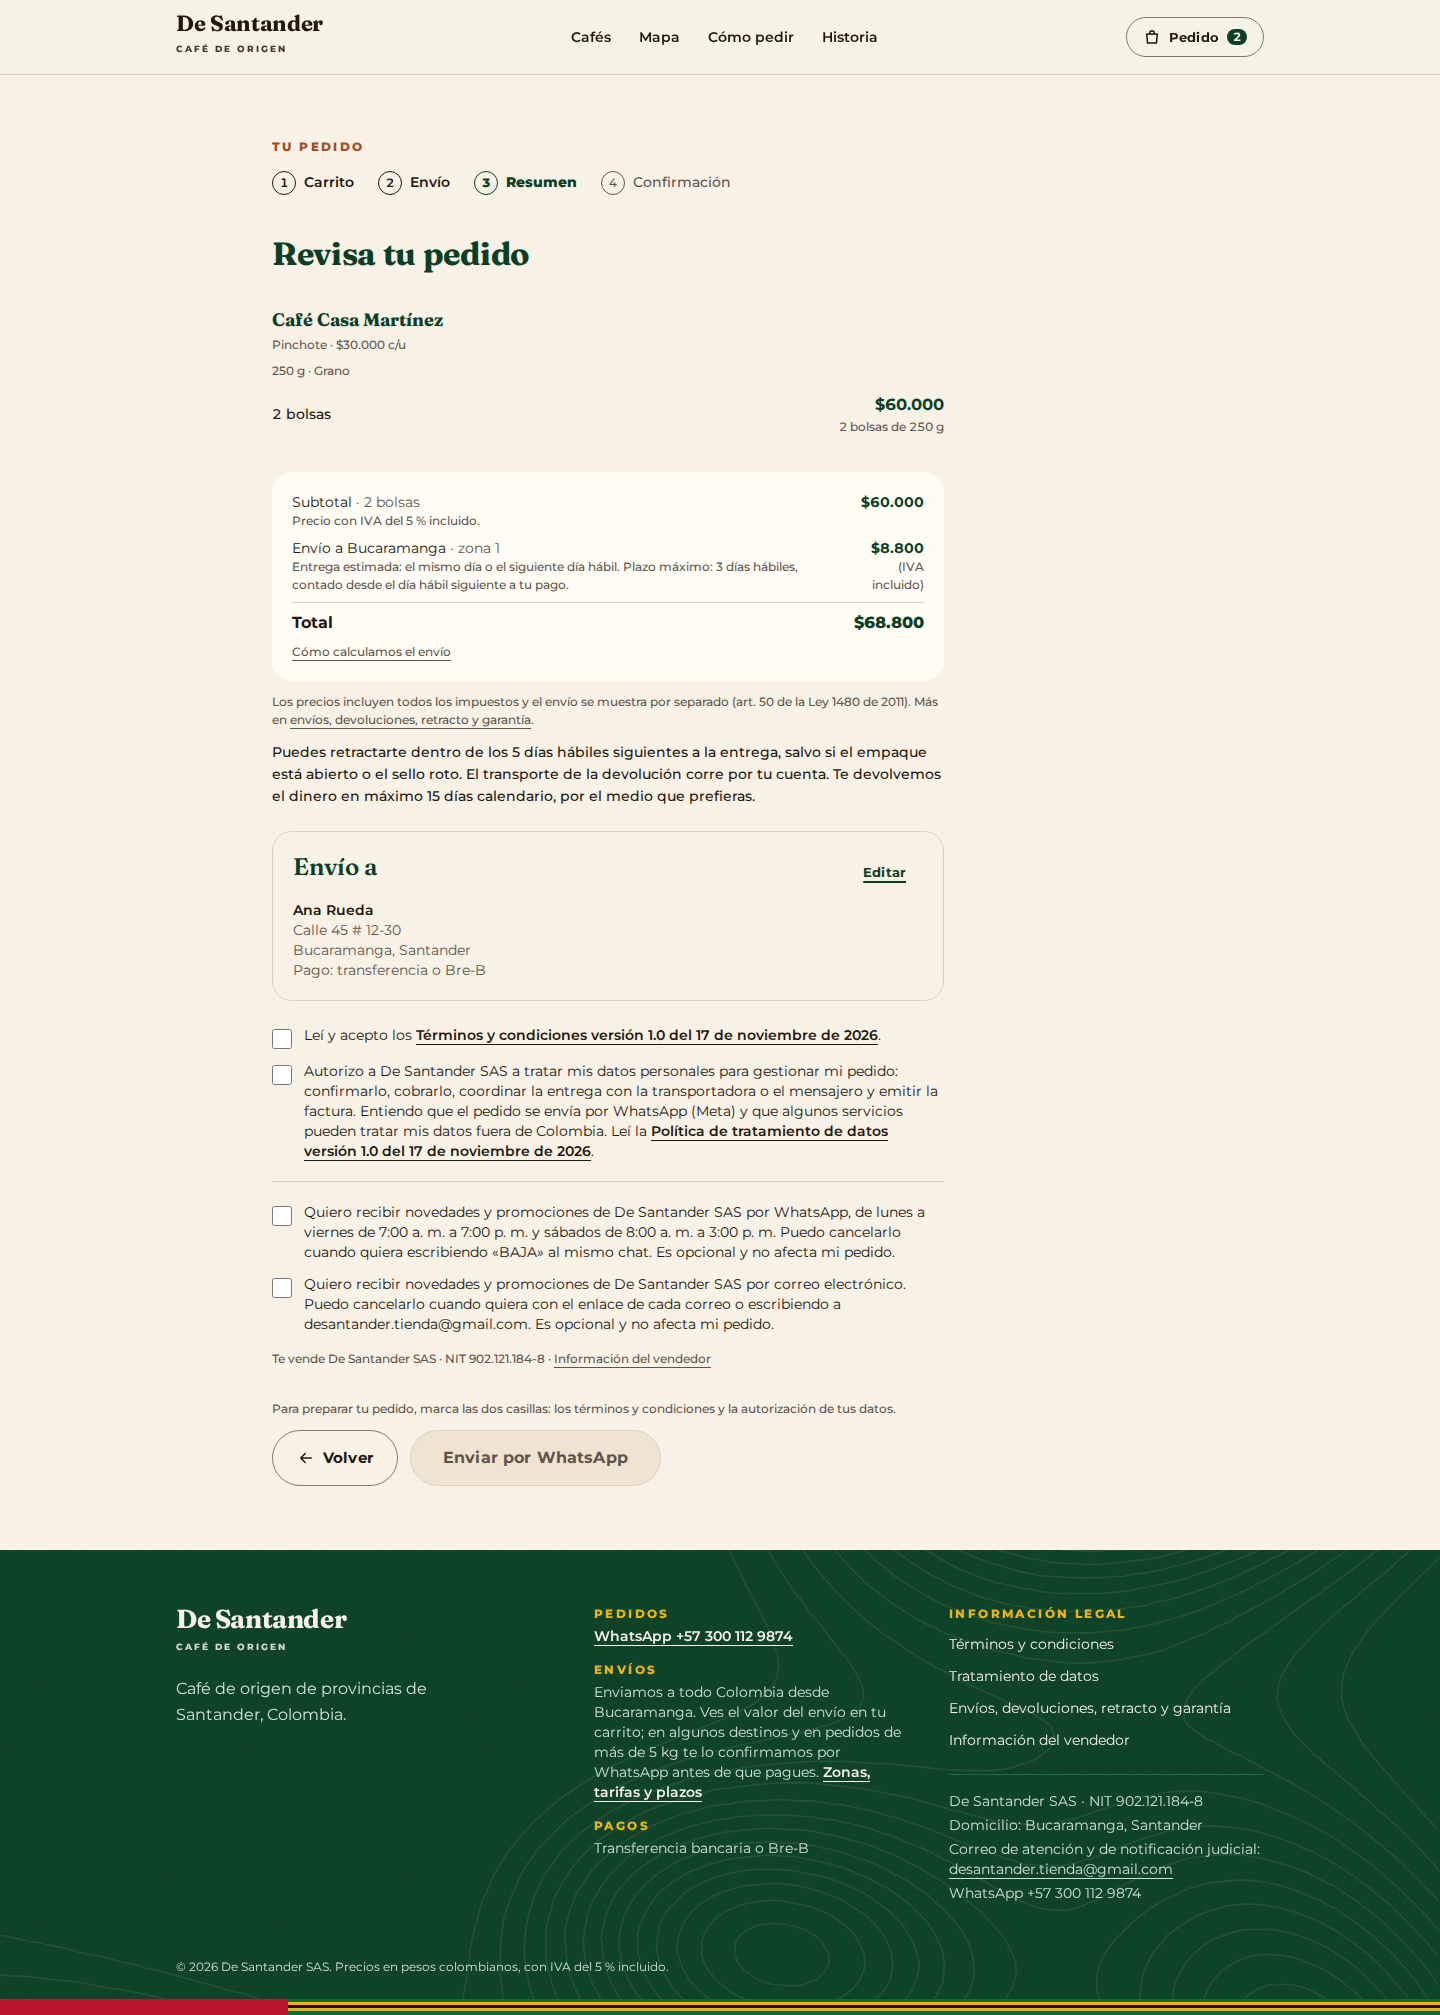 De Santander
CAFÉ DE ORIGEN
Cafés
Mapa
Cómo pedir
Historia
Pedido 2
TU PEDIDO
1 Carrito
2 Envío
3 Resumen
4 Confirmación
Revisa tu pedido
Café Casa Martínez
Pinchote · $30.000 c/u
250 g · Grano
2 bolsas
$60.000
2 bolsas de 250 g
Subtotal · 2 bolsas
$60.000
Precio con IVA del 5 % incluido.
Envío a Bucaramanga · zona 1
$8.800
Entrega estimada: el mismo día o el siguiente día hábil. Plazo máximo: 3 días hábiles,
contado desde el día hábil siguiente a tu pago.
(IVA
incluido)
Total
$68.800
Cómo calculamos el envío
Los precios incluyen todos los impuestos y el envío se muestra por separado (art. 50 de la Ley 1480 de 2011). Más
en envíos, devoluciones, retracto y garantía.
Puedes retractarte dentro de los 5 días hábiles siguientes a la entrega, salvo si el empaque
está abierto o el sello roto. El transporte de la devolución corre por tu cuenta. Te devolvemos
el dinero en máximo 15 días calendario, por el medio que prefieras.
Envío a
Editar
Ana Rueda
Calle 45 # 12-30
Bucaramanga, Santander
Pago: transferencia o Bre-B
Leí y acepto los Términos y condiciones versión 1.0 del 17 de noviembre de 2026.
Autorizo a De Santander SAS a tratar mis datos personales para gestionar mi pedido:
confirmarlo, cobrarlo, coordinar la entrega con la transportadora o el mensajero y emitir la
factura. Entiendo que el pedido se envía por WhatsApp (Meta) y que algunos servicios
pueden tratar mis datos fuera de Colombia. Leí la Política de tratamiento de datos
versión 1.0 del 17 de noviembre de 2026.
Quiero recibir novedades y promociones de De Santander SAS por WhatsApp, de lunes a
viernes de 7:00 a. m. a 7:00 p. m. y sábados de 8:00 a. m. a 3:00 p. m. Puedo cancelarlo
cuando quiera escribiendo «BAJA» al mismo chat. Es opcional y no afecta mi pedido.
Quiero recibir novedades y promociones de De Santander SAS por correo electrónico.
Puedo cancelarlo cuando quiera con el enlace de cada correo o escribiendo a
desantander.tienda@gmail.com. Es opcional y no afecta mi pedido.
Te vende De Santander SAS · NIT 902.121.184-8 · Información del vendedor
Para preparar tu pedido, marca las dos casillas: los términos y condiciones y la autorización de tus datos.
← Volver
Enviar por WhatsApp
De Santander
CAFÉ DE ORIGEN
Café de origen de provincias de
Santander, Colombia.
PEDIDOS
WhatsApp +57 300 112 9874
ENVÍOS
Enviamos a todo Colombia desde
Bucaramanga. Ves el valor del envío en tu
carrito; en algunos destinos y en pedidos de
más de 5 kg te lo confirmamos por
WhatsApp antes de que pagues. Zonas,
tarifas y plazos
PAGOS
Transferencia bancaria o Bre-B
INFORMACIÓN LEGAL
Términos y condiciones
Tratamiento de datos
Envíos, devoluciones, retracto y garantía
Información del vendedor
De Santander SAS · NIT 902.121.184-8
Domicilio: Bucaramanga, Santander
Correo de atención y de notificación judicial:
desantander.tienda@gmail.com
WhatsApp +57 300 112 9874
© 2026 De Santander SAS. Precios en pesos colombianos, con IVA del 5 % incluido.